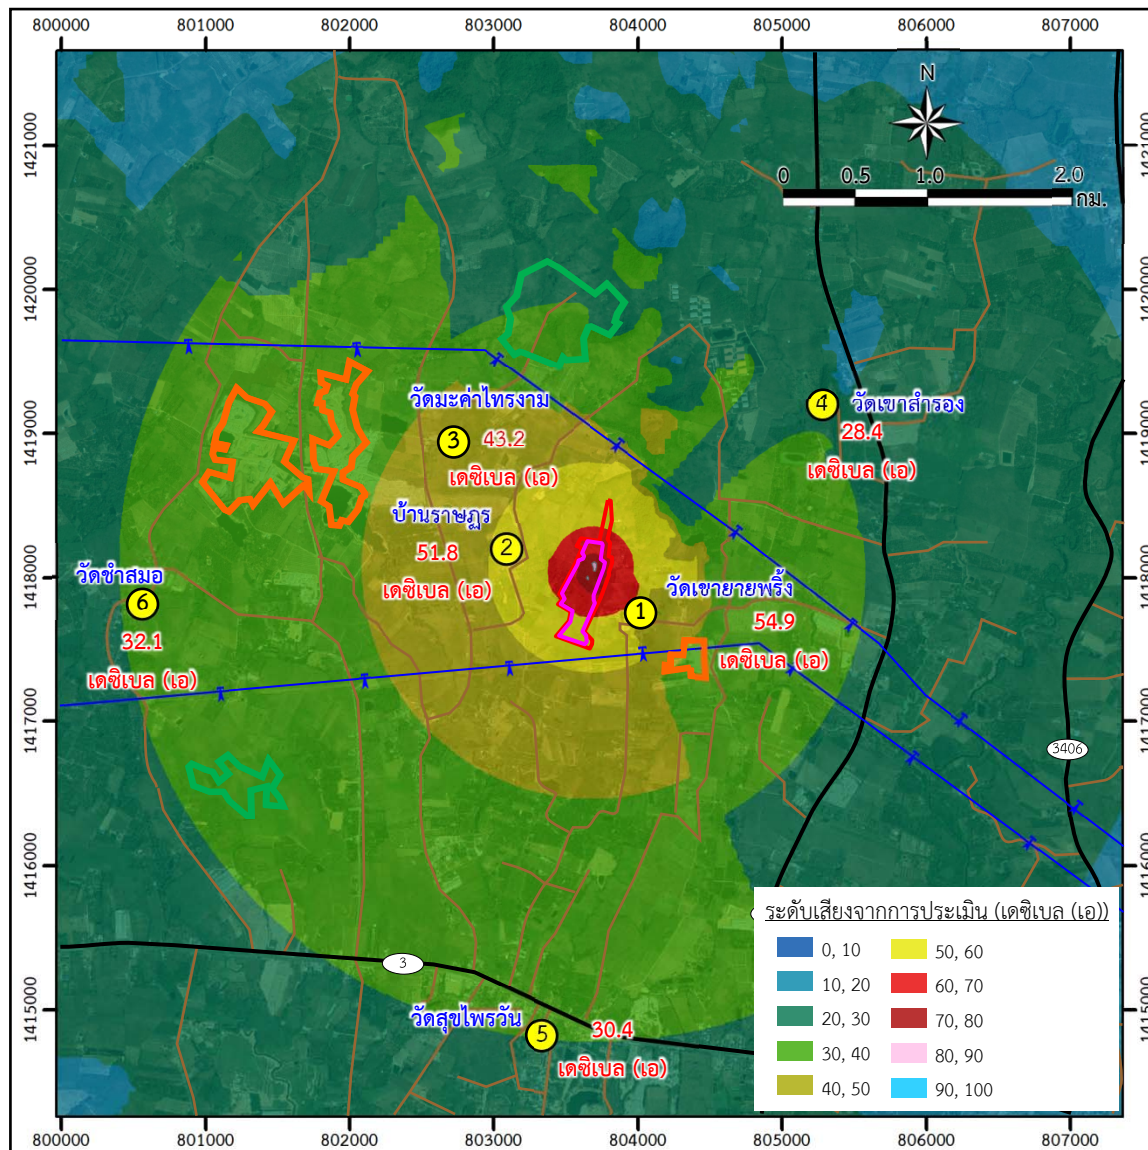 800000 801000 802000 803000 804000 805000 806000 807000
N
0 0.5 1.0 2.0
กม.
1421000 1421000
1420000 1420000
1419000 1419000
1418000 1418000
1417000 1417000
1416000 1416000
1415000 1415000
วัดมะค่าไทรงาม
3 43.2
เดซิเบล (เอ)
4 วัดเขาสำรอง
28.4
เดซิเบล (เอ)
บ้านราษฎร
2
51.8
เดซิเบล (เอ)
วัดซำสมอ
6
32.1
เดซิเบล (เอ)
วัดเขายายพริ้ง
1
54.9
เดซิเบล (เอ)
3406
3
วัดสุขไพรวัน
5 30.4
เดซิเบล (เอ)
ระดับเสียงจากการประเมิน (เดซิเบล (เอ))
0, 10
10, 20
20, 30
30, 40
40, 50
50, 60
60, 70
70, 80
80, 90
90, 100
800000 801000 802000 803000 804000 805000 806000 807000